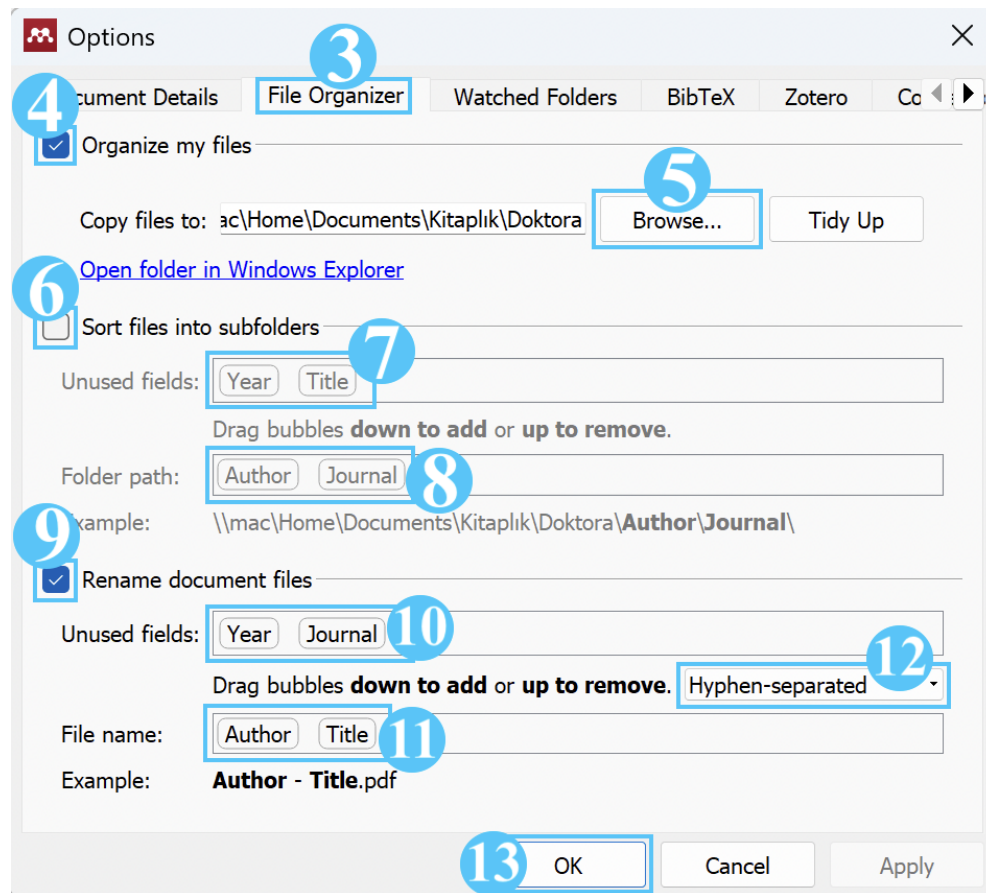 Options
3
4
cument Details File Organizer Watched Folders BibTeX Zotero Co
Organize my files
5
Copy files to: ac\Home\Documents\Kitaplık\Doktora Browse... Tidy Up
Open folder in Windows Explorer
6
Sort files into subfolders
7
Unused fields: Year Title
Drag bubbles down to add or up to remove.
Folder path: Author Journal 8
Example: \\mac\Home\Documents\Kitaplık\Doktora\Author\Journal\
9
Rename document files
Unused fields: Year Journal 10
12
Drag bubbles down to add or up to remove. Hyphen-separated
File name: Author Title 11
Example: Author - Title.pdf
13 OK Cancel Apply